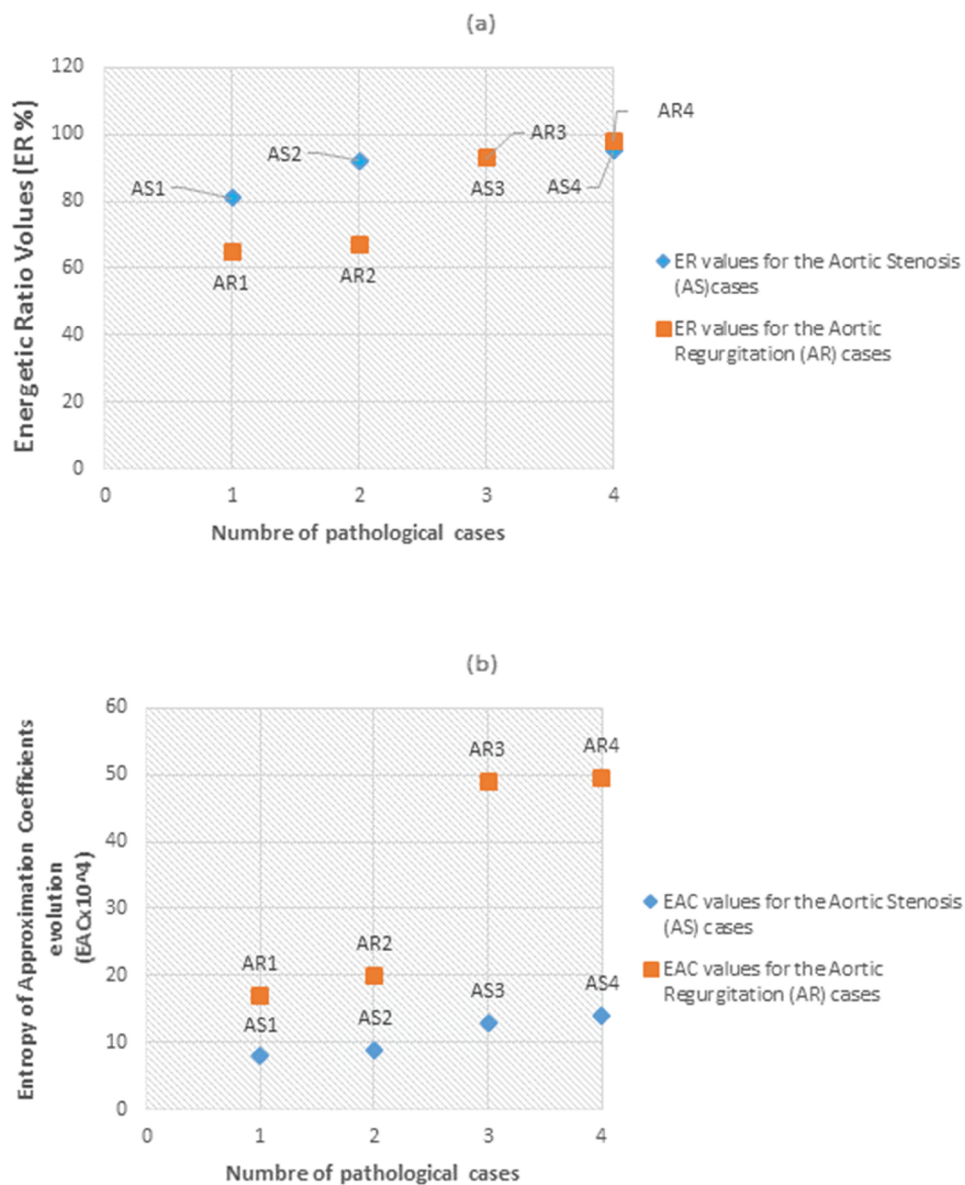 (a)
Energetic Ratio Volues (ER %)
120
100
80
60
40
20
0
AS1
AS2
AR1
AR2
AR3
AS3
AS4
AR4
0 1 2 3 4
Numbre of pathological cases
ER values for the Aortic Stenosis
(AS)cases
ER values for the Aortic
Regurgitation (AR) cases
(b)
Entropy of Approximation Coefficients
evolution
(EACx10^4)
60
50
40
30
20
10
0
AR1
AS1
AR2
AS2
AR3
AS3
AR4
AS4
0 1 2 3 4
Numbre of pathological cases
EAC values for the Aortic Stenosis
(AS) cases
EAC values for the Aortic
Regurgitation (AR) cases